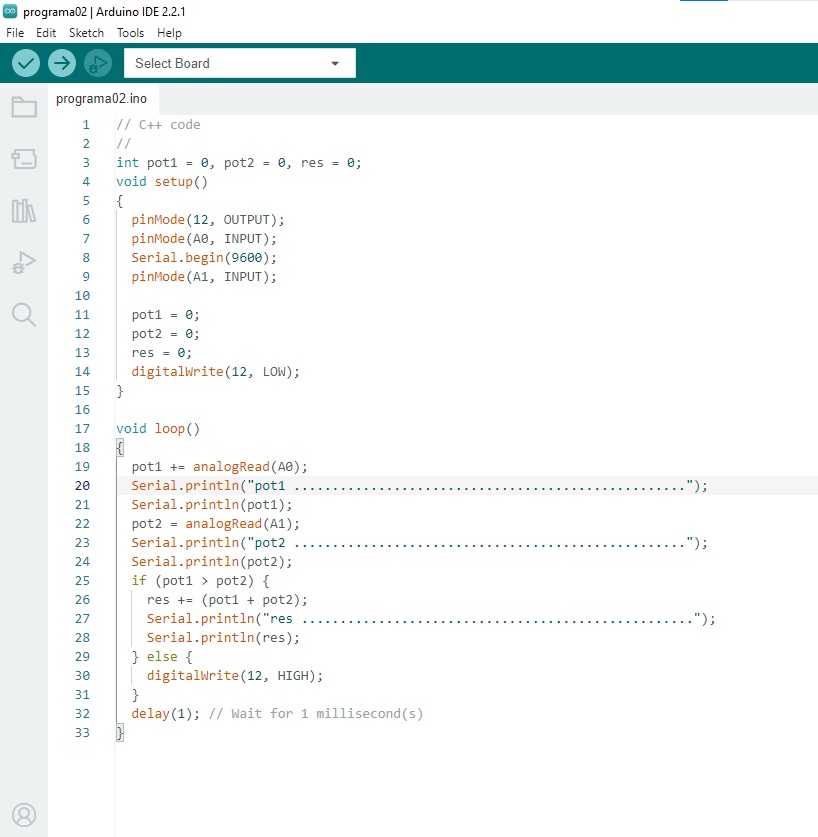 programa02 | Arduino IDE 2.2.1
File Edit Sketch Tools Help
Select Board
programa02.ino
1 // C++ code
2 //
3 int pot1 = 0, pot2 = 0, res = 0;
4 void setup()
5 {
6 pinMode(12, OUTPUT);
7 pinMode(A0, INPUT);
8 Serial.begin(9600);
9 pinMode(A1, INPUT);
10
11 pot1 = 0;
12 pot2 = 0;
13 res = 0;
14 digitalWrite(12, LOW);
15 }
16
17 void loop()
18 {
19 pot1 += analogRead(A0);
20 Serial.println("pot1 ...................................................");
21 Serial.println(pot1);
22 pot2 = analogRead(A1);
23 Serial.println("pot2 ...................................................");
24 Serial.println(pot2);
25 if (pot1 > pot2) {
26 res += (pot1 + pot2);
27 Serial.println("res ...................................................");
28 Serial.println(res);
29 } else {
30 digitalWrite(12, HIGH);
31 }
32 delay(1); // Wait for 1 millisecond(s)
33 }